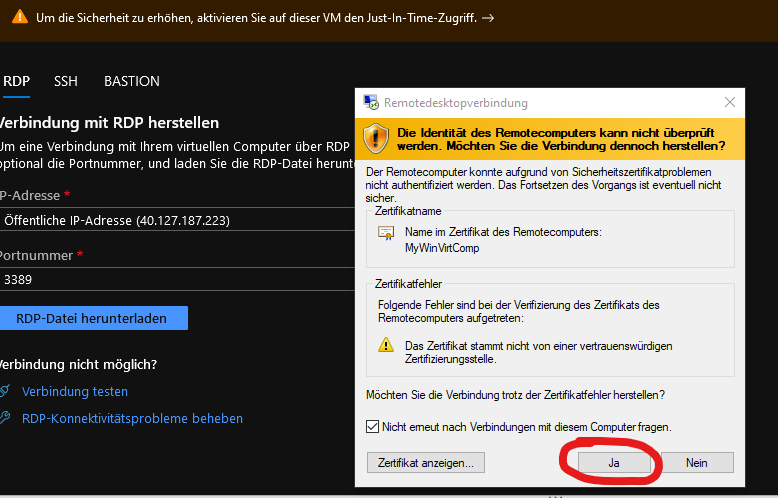 Um die Sicherheit zu erhöhen, aktivieren Sie auf dieser VM den Just-In-Time-Zugriff. →
RDP SSH BASTION
Verbindung mit RDP herstellen
Um eine Verbindung mit Ihrem virtuellen Computer über RDP
optional die Portnummer, und laden Sie die RDP-Datei herunt
IP-Adresse *
Öffentliche IP-Adresse (40.127.187.223)
Portnummer *
3389
RDP-Datei herunterladen
Verbindung nicht möglich?
Verbindung testen
RDP-Konnektivitätsprobleme beheben
Remotedesktopverbindung
Die Identität des Remotecomputers kann nicht überprüft
werden. Möchten Sie die Verbindung dennoch herstellen?
Der Remotecomputer konnte aufgrund von Sicherheitszertifikatproblemen
nicht authentifiziert werden. Das Fortsetzen des Vorgangs ist eventuell nicht
sicher.
Zertifikatname
Name im Zertifikat des Remotecomputers:
MyWinVirtComp
Zertifikatfehler
Folgende Fehler sind bei der Verifizierung des Zertifikats des
Remotecomputers aufgetreten:
Das Zertifikat stammt nicht von einer vertrauenswürdigen
Zertifizierungsstelle.
Möchten Sie die Verbindung trotz der Zertifikatfehler herstellen?
Nicht erneut nach Verbindungen mit diesem Computer fragen.
Zertifikat anzeigen... Ja Nein